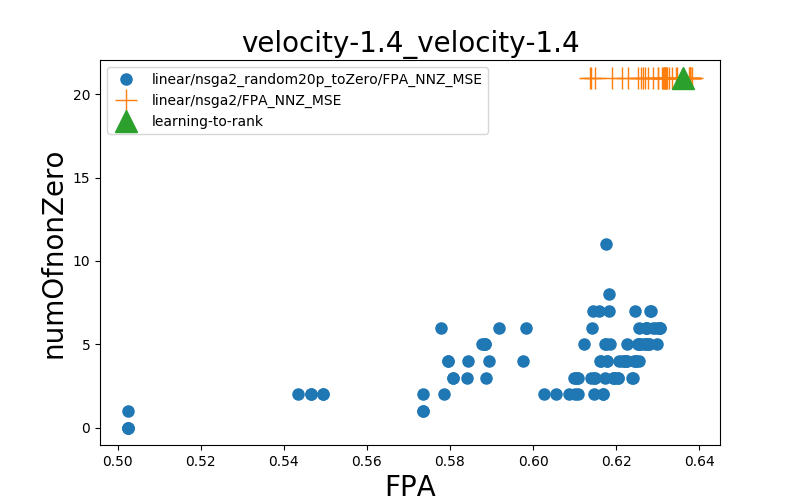 velocity-1.4_velocity-1.4
linear/nsga2_random20p_toZero/FPA_NNZ_MSE
linear/nsga2/FPA_NNZ_MSE
learning-to-rank
numOfnonZero
20
15
10
5
0
0.50 0.52 0.54 0.56 0.58 0.60 0.62 0.64
FPA